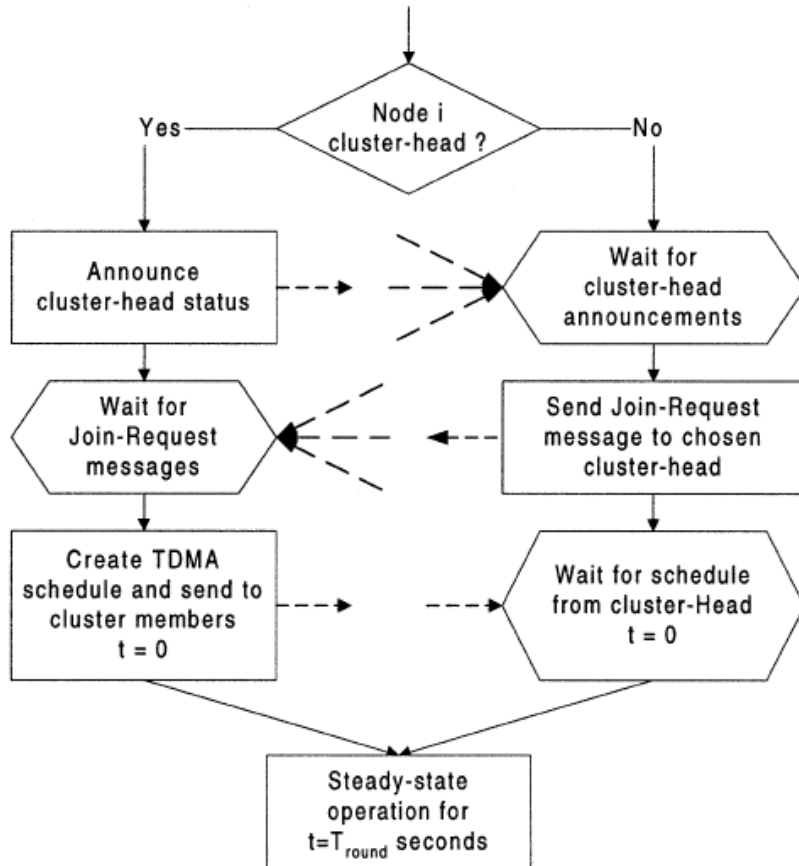 Node i
cluster-head ?
Yes
No
Announce
cluster-head status
Wait for
cluster-head
announcements
Wait for
Join-Request
messages
Send Join-Request
message to chosen
cluster-head
Create TDMA
schedule and send to
cluster members
t = 0
Wait for schedule
from cluster-Head
t = 0
Steady-state
operation for
t=Tround seconds